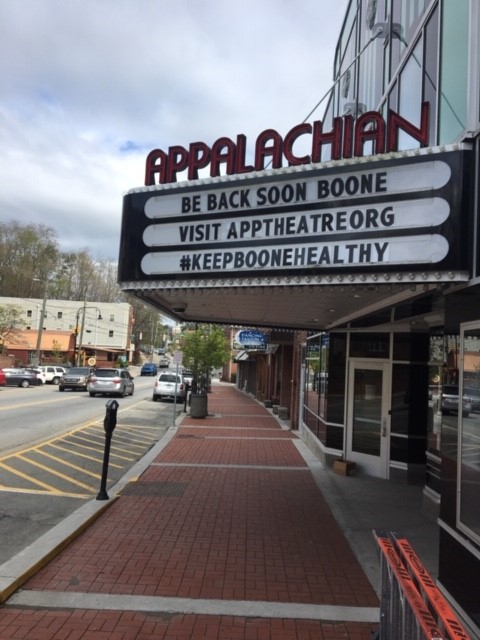 APPALACHIAN
BE BACK SOON BOONE
VISIT APPTHEATREORG
#KEEPBOONEHEALTHY